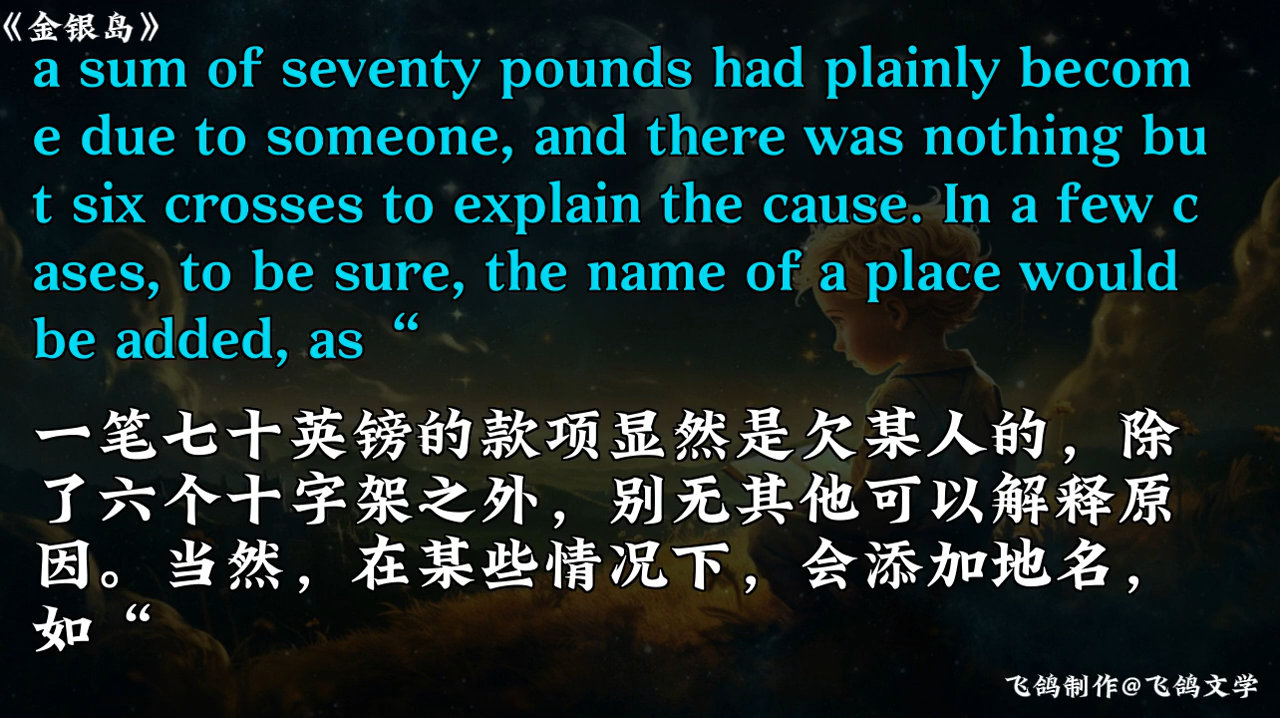 《金银岛》
a sum of seventy pounds had plainly becom
e due to someone, and there was nothing bu
t six crosses to explain the cause. In a few c
ases, to be sure, the name of a place would
be added, as “
一笔七十英镑的款项显然是欠某人的，除
了六个十字架之外，别无其他可以解释原
因。当然，在某些情况下，会添加地名，
如“
飞鸽制作@飞鸽文学